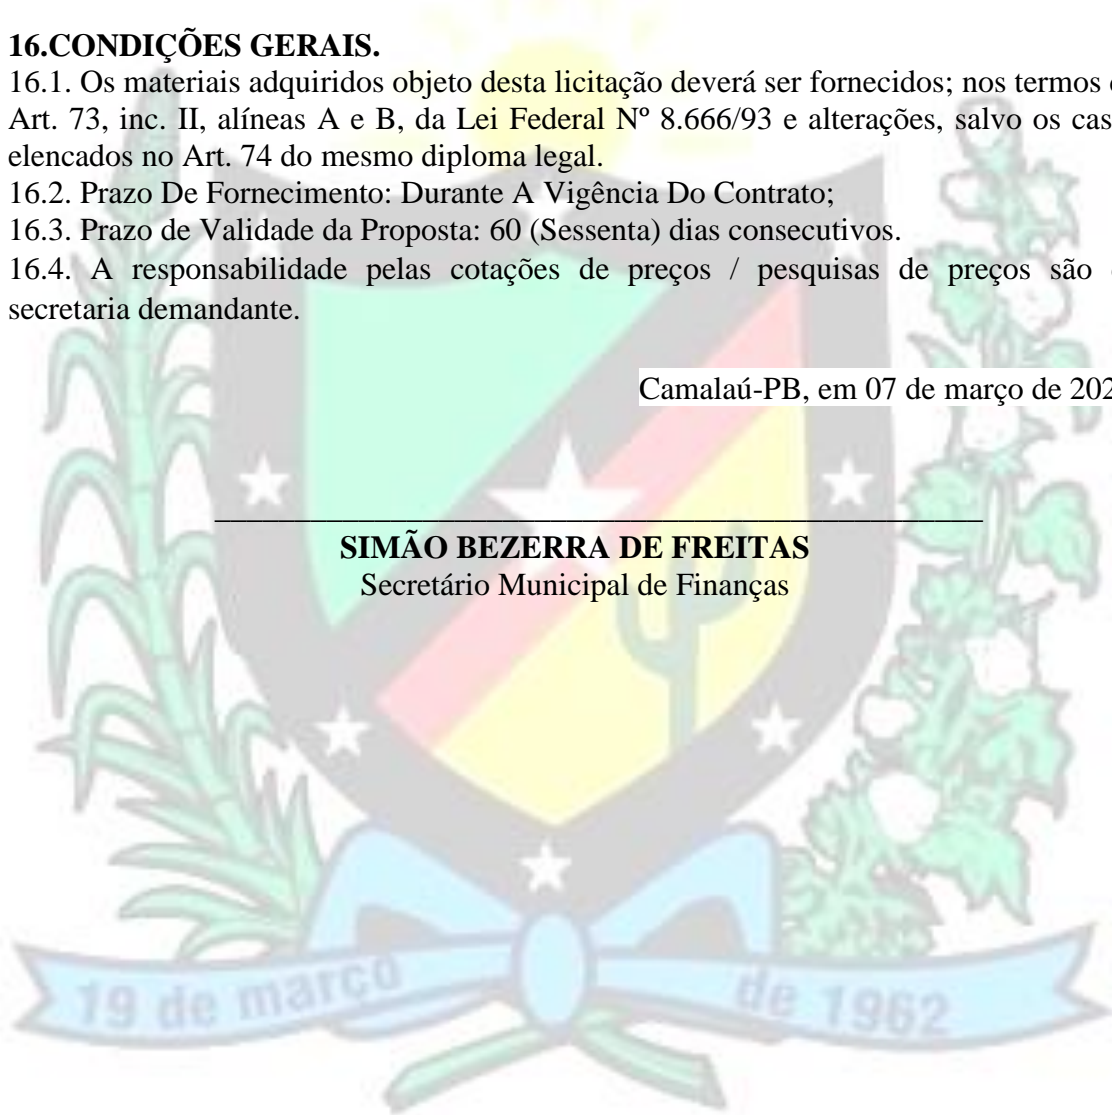 16.CONDIÇÕES GERAIS.
16.1. Os materiais adquiridos objeto desta licitação deverá ser fornecidos; nos termos
Art. 73, inc. II, alíneas A e B, da Lei Federal Nº 8.666/93 e alterações, salvo os cas
elencados no Art. 74 do mesmo diploma legal.
16.2. Prazo De Fornecimento: Durante A Vigência Do Contrato;
16.3. Prazo de Validade da Proposta: 60 (Sessenta) dias consecutivos.
16.4. A responsabilidade pelas cotações de preços / pesquisas de preços são
secretaria demandante.
Camalaú-PB, em 07 de março de 202
SIMÃO BEZERRA DE FREITAS
Secretário Municipal de Finanças
19 de março de 1962